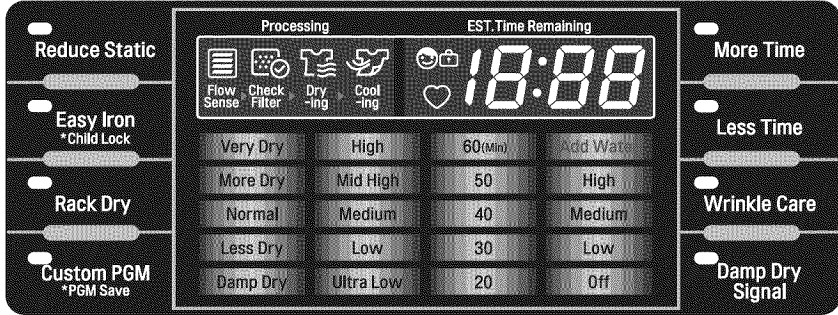 Processing
EST.Time Remaining
Reduce Static
More Time
18:88
Flow Sense
Check Filter
Dry -ing
Cool -ing
Easy Iron
*Child Lock
Less Time
Very Dry High 60(Min) Add Wate
More Dry Mid High 50 High
Rack Dry
Wrinkle Care
Normal Medium 40 Medium
Less Dry Low 30 Low
Custom PGM
*PGM Save
Damp Dry Signal
Damp Dry Ultra Low 20 Off